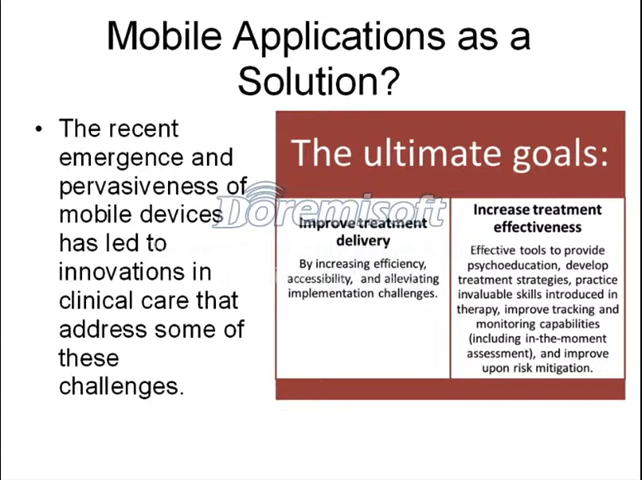 Mobile Applications as a
Solution?
• The recent
emergence and
pervasiveness of
mobile devices
has led to
innovations in
clinical care that
address some of
these
challenges.
The ultimate goals:
Doremisoft
Improve treatment
delivery
By increasing efficiency,
accessibility, and alleviating
implementation challenges.
Increase treatment
effectiveness
Effective tools to provide
psychoeducation, develop
treatment strategies, practice
invaluable skills introduced in
therapy, improve tracking and
monitoring capabilities
(including in-the-moment
assessment), and improve
upon risk mitigation.